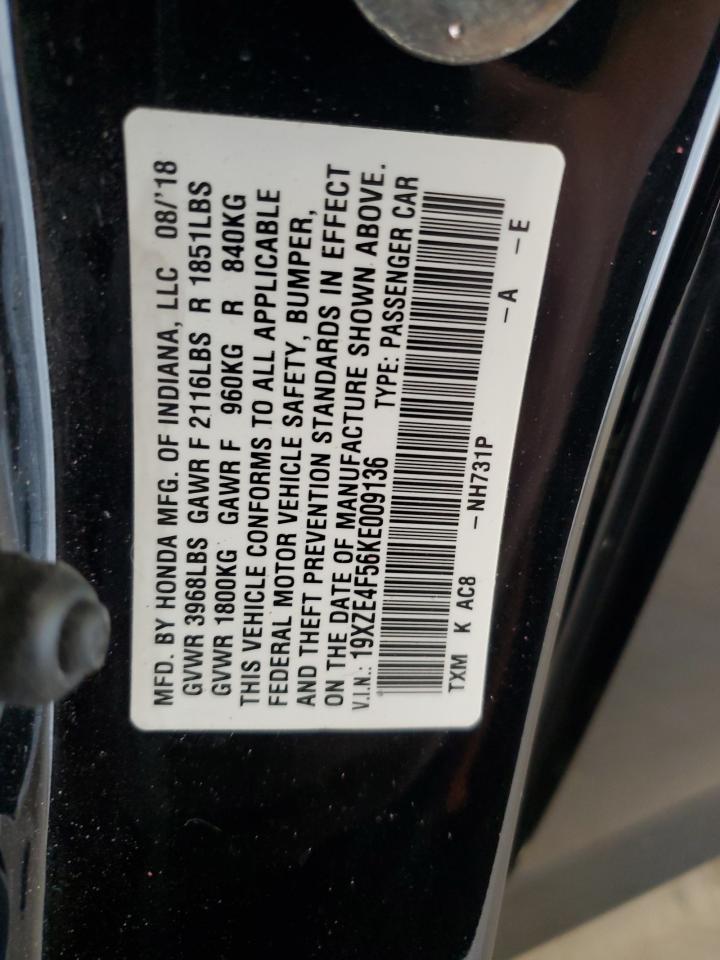 MFD. BY HONDA MFG. OF INDIANA, LLC 08/'18
GVWR 3968LBS GAWR F 2116LBS R 1851LBS
GVWR 1800KG GAWR F 960KG R 840KG
THIS VEHICLE CONFORMS TO ALL APPLICABLE
FEDERAL MOTOR VEHICLE SAFETY, BUMPER,
AND THEFT PREVENTION STANDARDS IN EFFECT
ON THE DATE OF MANUFACTURE SHOWN ABOVE.
V.I.N.: 19XZE4F56KE009136 TYPE: PASSENGER CAR
TXM K AC8 -NH731P -A -E